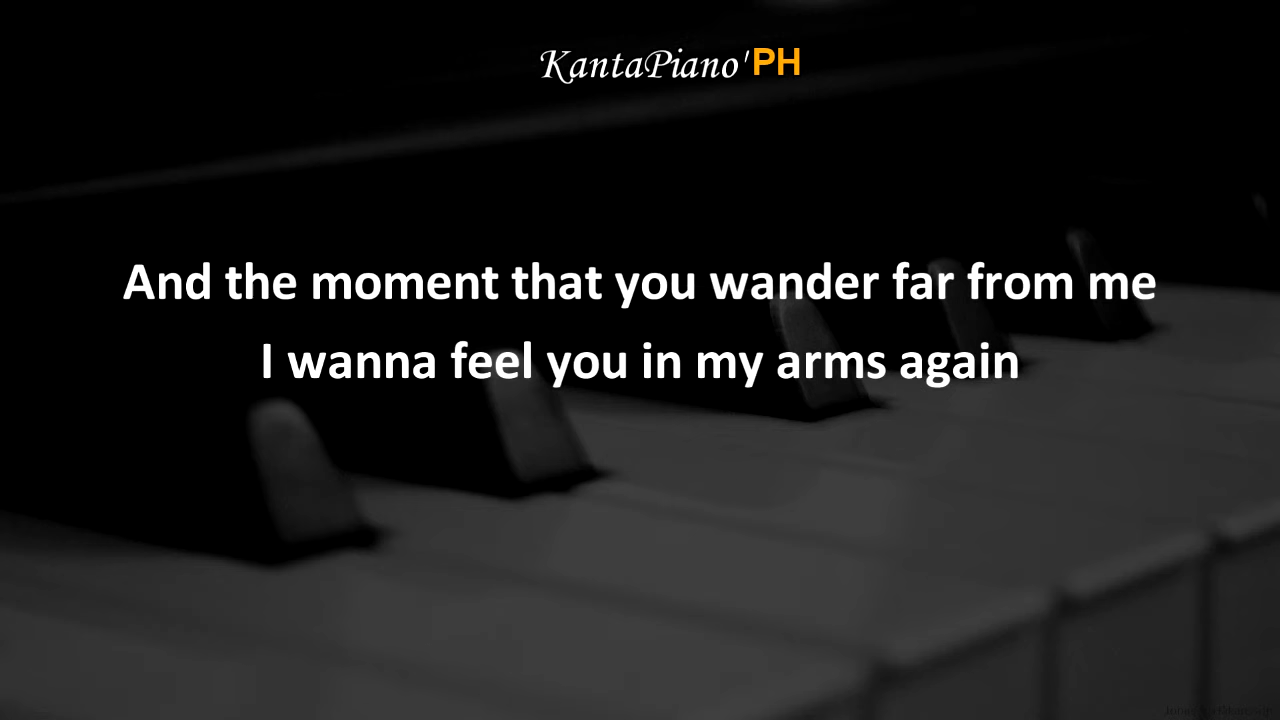 KantaPiano'PH
And the moment that you wander far from me
I wanna feel you in my arms again